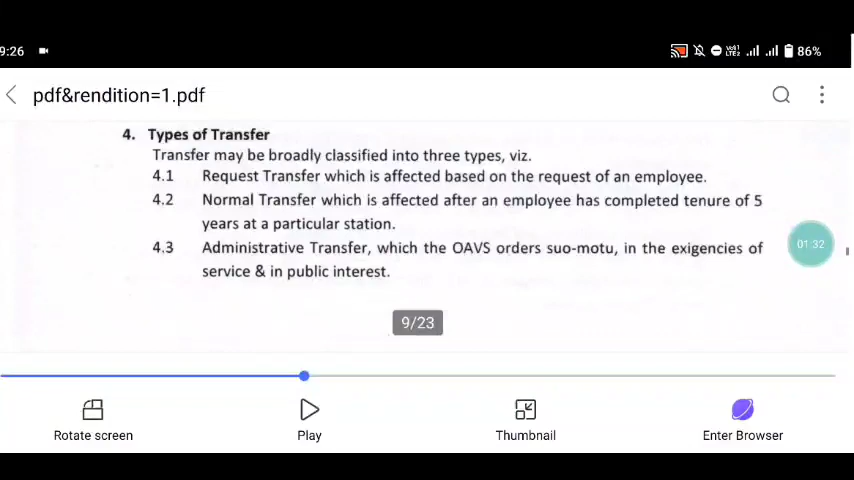 9:26
Vo))1
LTE2
86%
pdf&rendition=1.pdf
4. Types of Transfer
Transfer may be broadly classified into three types, viz.
4.1 Request Transfer which is affected based on the request of an employee.
4.2 Normal Transfer which is affected after an employee has completed tenure of 5
years at a particular station.
4.3 Administrative Transfer, which the OAVS orders suo-motu, in the exigencies of
service & in public interest.
01:32
9/23
Rotate screen
Play
Thumbnail
Enter Browser